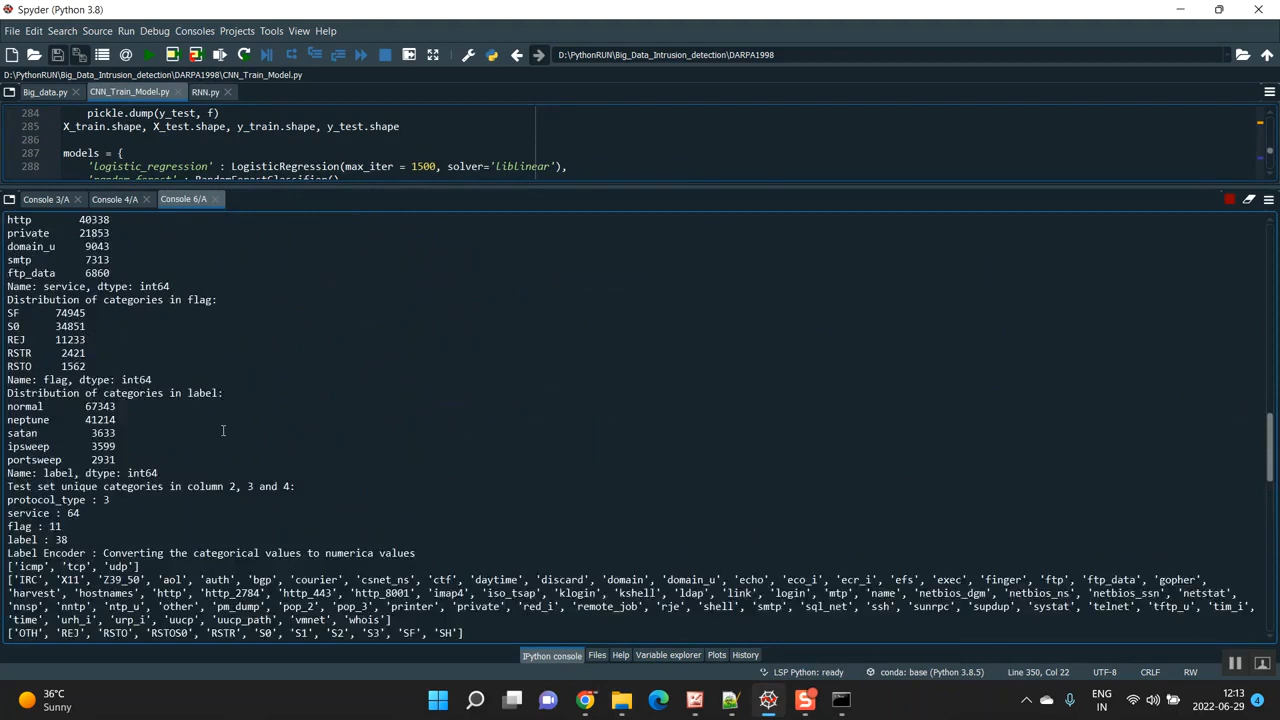 Spyder (Python 3.8)
File Edit Search Source Run Debug Consoles Projects Tools View Help
D:\PythonRUN\Big_Data_Intrusion_detection\DARPA1998
D:\PythonRUN\Big_Data_Intrusion_detection\DARPA1998\CNN_Train_Model.py
Big_data.py CNN_Train_Model.py RNN.py
284 pickle.dump(y_test, f)
285 X_train.shape, X_test.shape, y_train.shape, y_test.shape
286
287 models = {
288 'logistic_regression' : LogisticRegression(max_iter = 1500, solver='liblinear'),
Console 3/A Console 4/A Console 6/A
http 40338
private 21853
domain_u 9043
smtp 7313
ftp_data 6860
Name: service, dtype: int64
Distribution of categories in flag:
SF 74945
S0 34851
REJ 11233
RSTR 2421
RSTO 1562
Name: flag, dtype: int64
Distribution of categories in label:
normal 67343
neptune 41214
satan 3633
ipsweep 3599
portsweep 2931
Name: label, dtype: int64
Test set unique categories in column 2, 3 and 4:
protocol_type : 3
service : 64
flag : 11
label : 38
Label Encoder : Converting the categorical values to numerica values
['icmp', 'tcp', 'udp']
['IRC', 'X11', 'Z39_50', 'aol', 'auth', 'bgp', 'courier', 'csnet_ns', 'ctf', 'daytime', 'discard', 'domain', 'domain_u', 'echo', 'eco_i', 'ecr_i', 'efs', 'exec', 'finger', 'ftp', 'ftp_data', 'gopher',
'harvest', 'hostnames', 'http', 'http_2784', 'http_443', 'http_8001', 'imap4', 'iso_tsap', 'klogin', 'kshell', 'ldap', 'link', 'login', 'mtp', 'name', 'netbios_dgm', 'netbios_ns', 'netbios_ssn', 'netstat',
'nnsp', 'nntp', 'ntp_u', 'other', 'pm_dump', 'pop_2', 'pop_3', 'printer', 'private', 'red_i', 'remote_job', 'rje', 'shell', 'smtp', 'sql_net', 'ssh', 'sunrpc', 'supdup', 'systat', 'telnet', 'tftp_u', 'tim_i',
'time', 'urh_i', 'urp_i', 'uucp', 'uucp_path', 'vmnet', 'whois']
['OTH', 'REJ', 'RSTO', 'RSTOS0', 'RSTR', 'S0', 'S1', 'S2', 'S3', 'SF', 'SH']
IPython console Files Help Variable explorer Plots History
LSP Python: ready conda: base (Python 3.8.5) Line 350, Col 22 UTF-8 CRLF RW
36°C
Sunny
ENG
IN
12:13
2022-06-29
4